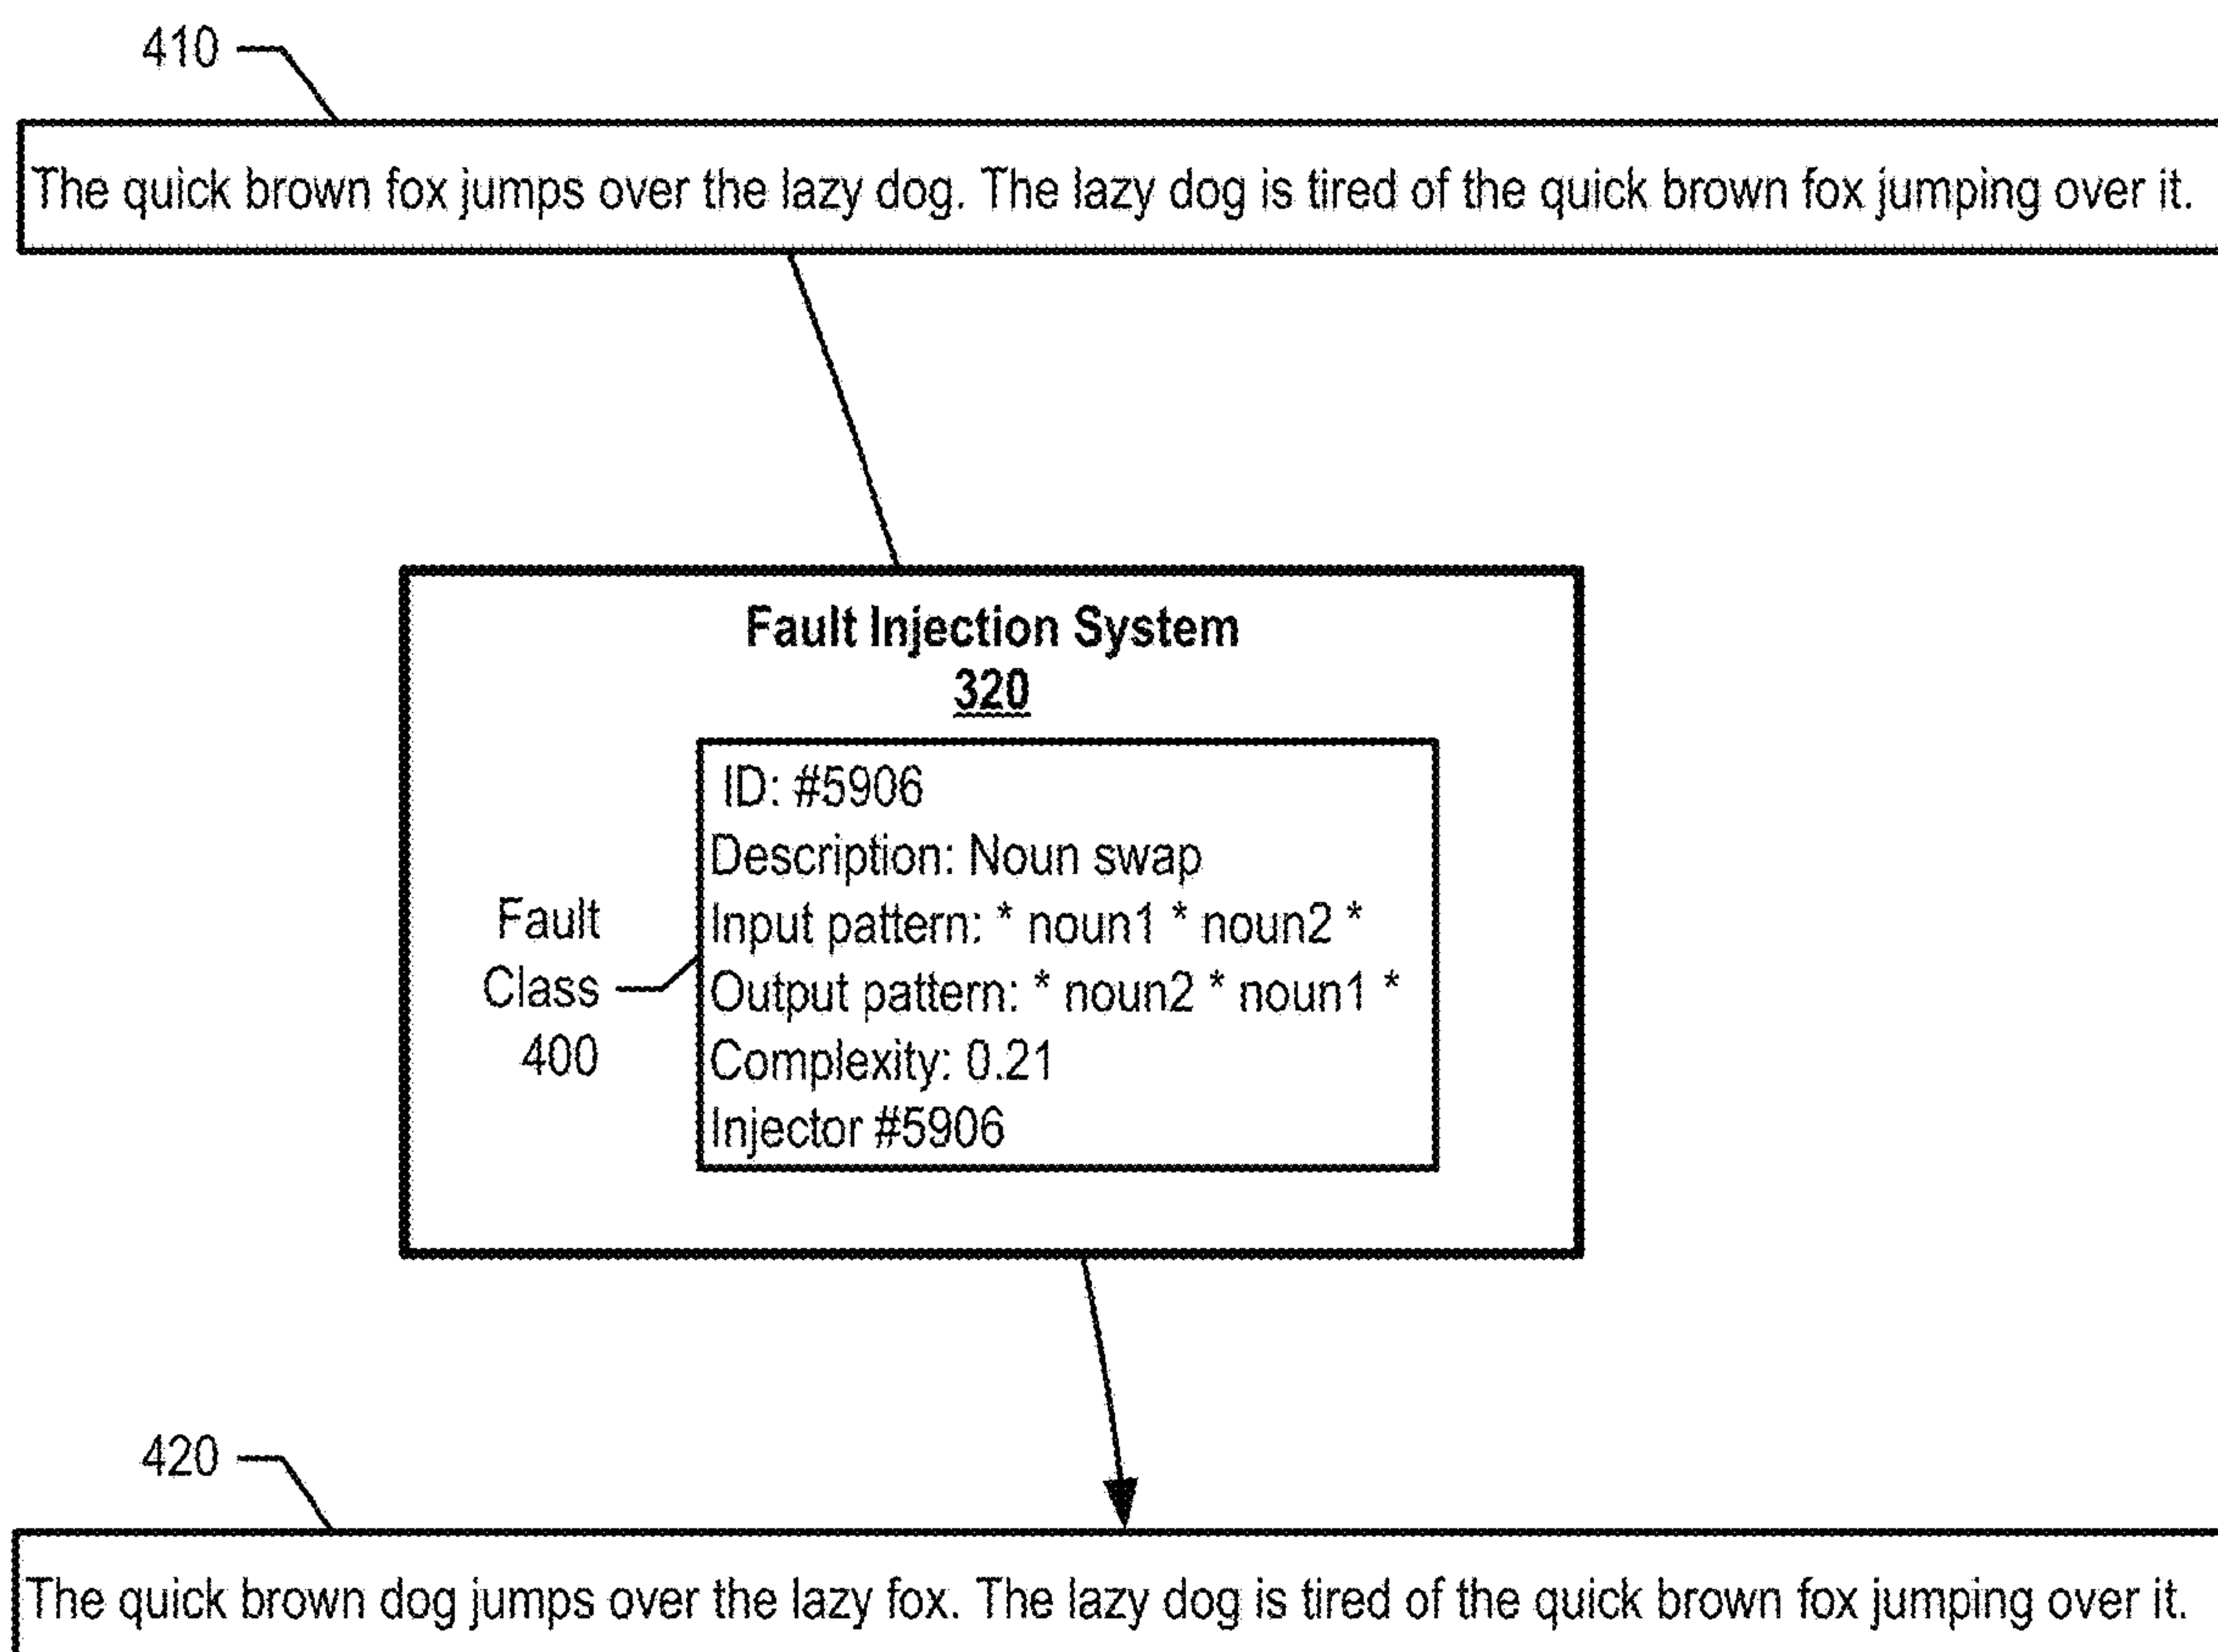 410
The quick brown fox jumps over the lazy dog. The lazy dog is tired of the quick brown fox jumping over it.
Fault Injection System
320
Fault
Class
400
ID: #5906
Description: Noun swap
Input pattern: * noun1 * noun2 *
Output pattern: * noun2 * noun1 *
Complexity: 0.21
Injector #5906
420
The quick brown dog jumps over the lazy fox. The lazy dog is tired of the quick brown fox jumping over it.